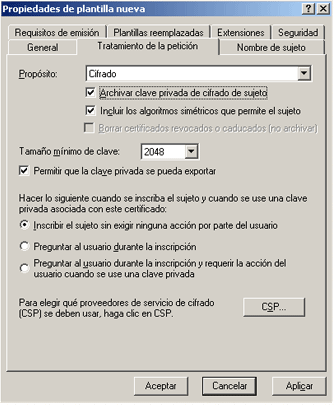 Propiedades de plantilla nueva
Requisitos de emisión Plantillas reemplazadas Extensiones Seguridad
General Tratamiento de la petición Nombre de sujeto
Propósito: Cifrado
Archivar clave privada de cifrado de sujeto
Incluir los algoritmos simétricos que permite el sujeto
Borrar certificados revocados o caducados (no archivar)
Tamaño mínimo de clave: 2048
Permitir que la clave privada se pueda exportar
Hacer lo siguiente cuando se inscriba el sujeto y cuando se use una clave
privada asociada con este certificado:
Inscribir el sujeto sin exigir ninguna acción por parte del usuario
Preguntar al usuario durante la inscripción
Preguntar al usuario durante la inscripción y requerir la acción del
usuario cuando se use una clave privada
Para elegir qué proveedores de servicio de cifrado
(CSP) se deben usar, haga clic en CSP.
CSP...
Aceptar Cancelar Aplicar